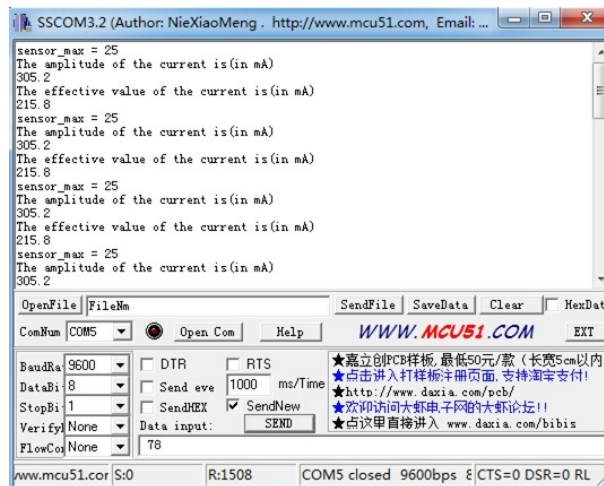 SSCOM3.2 (Author: NieXiaoMeng . http://www.mcu51.com, Email: ...
sensor_max = 25
The amplitude of the current is(in mA)
305.2
The effective value of the current is(in mA)
215.8
sensor_max = 25
The amplitude of the current is(in mA)
305.2
The effective value of the current is(in mA)
215.8
sensor_max = 25
The amplitude of the current is(in mA)
305.2
The effective value of the current is(in mA)
215.8
sensor_max = 25
The amplitude of the current is(in mA)
305.2
OpenFile FileNm SendFile SaveData Clear HexDat
ComNum COM5 Open Com Help WWW.MCU51.COM EXT
BaudRa 9600 DTR RTS
DataBi 8 Send eve 1000 ms/Time
StopBi 1 SendHEX SendNew
Verifyl None Data input: SEND
FlowCo None 78
★嘉立创PCB样板,最低50元/款（长宽5cm以内
★点击进入打样板注册页面,支持淘宝支付!
★http://www.daxia.com/pcb/
★欢迎访问大虾电子网的大虾论坛!!
★点这里直接进入 www.daxia.com/bibis
www.mcu51.cor S:0 R:1508 COM5 closed 9600bps 8 CTS=0 DSR=0 RL